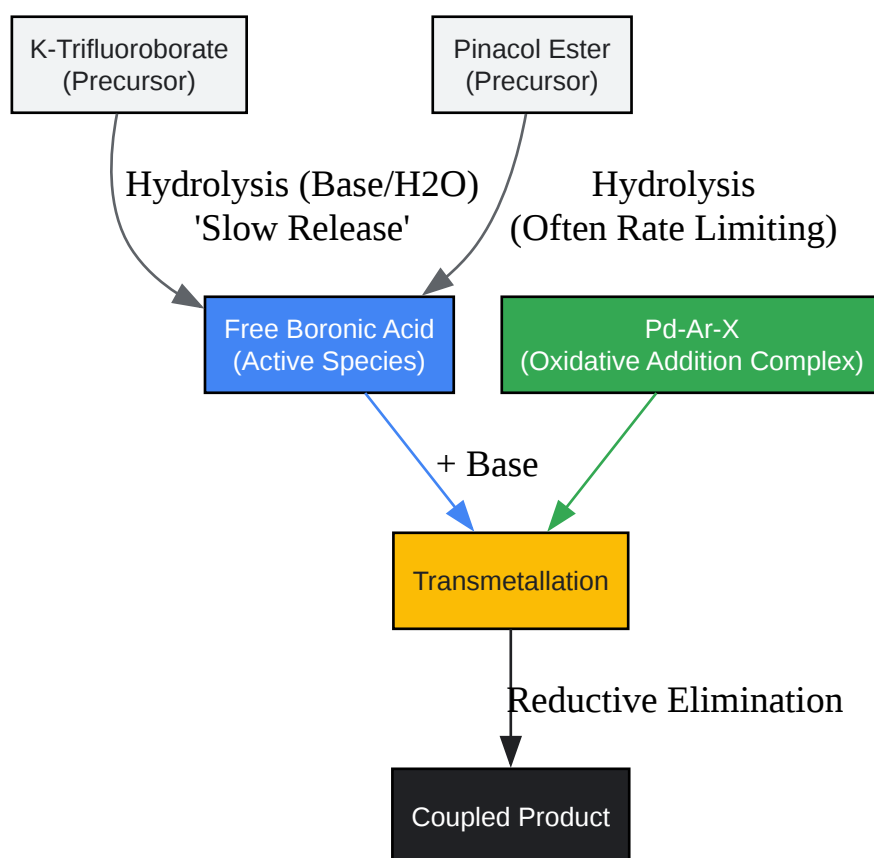 K-Trifluoroborate
(Precursor)
Pinacol Ester
(Precursor)
Hydrolysis (Base/H2O)
'Slow Release'
Hydrolysis
(Often Rate Limiting)
Free Boronic Acid
(Active Species)
Pd-Ar-X
(Oxidative Addition Complex)
+ Base
Transmetallation
Reductive Elimination
Coupled Product